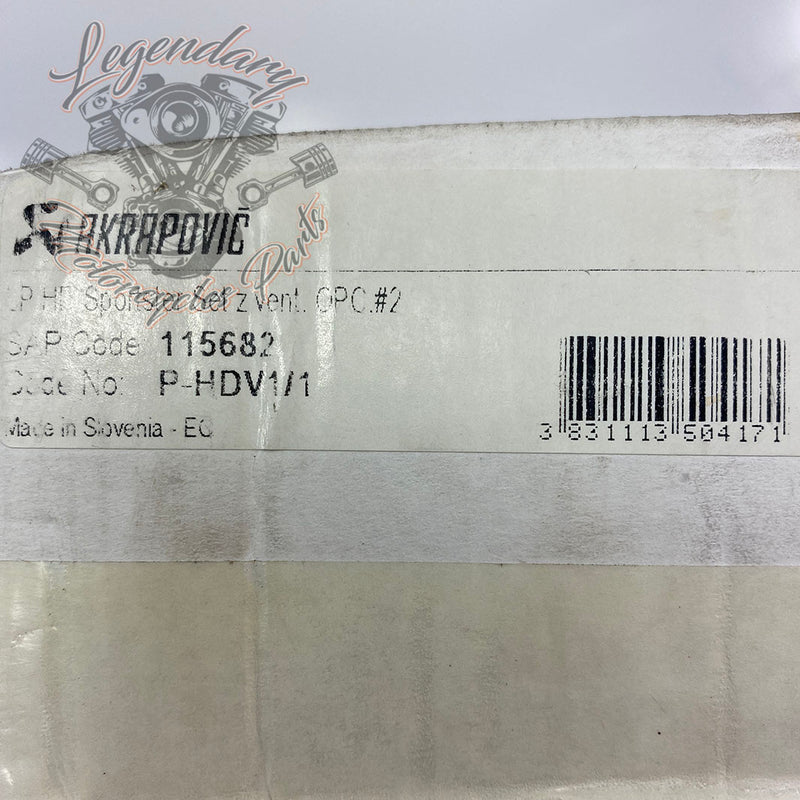 Legendary
AKRAPOVIČ
Motorcycle Parts
LP HD Sportster Set z vent. OPC.#2
SAP Code 115682
Code No: P-HDV1/1
Made in Slovenia - EC
3 831113 504171